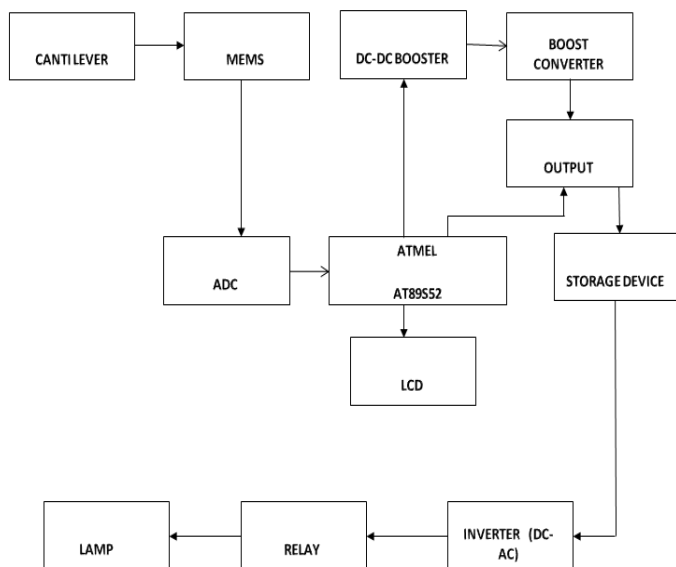 CANTI LEVER
MEMS
DC-DC BOOSTER
BOOST
CONVERTER
OUTPUT
ADC
ATMEL
AT89S52
STORAGE DEVICE
LCD
LAMP
RELAY
INVERTER (DC-
AC)